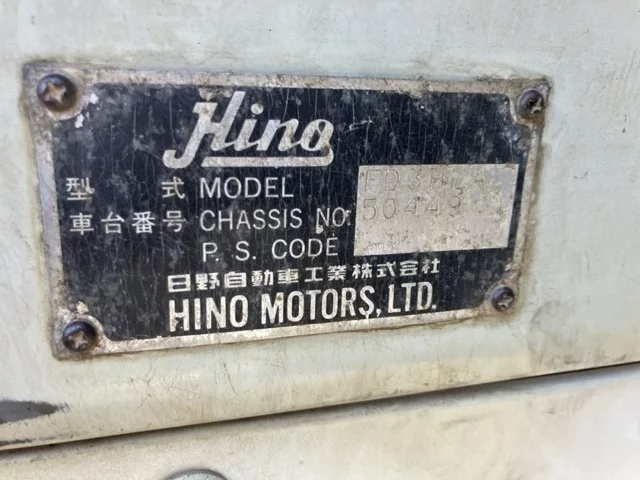 Hino
型 式 MODEL
車台番号 CHASSIS NO. 50449
P. S. CODE
日野自動車工業株式会社
HINO MOTORS, LTD.